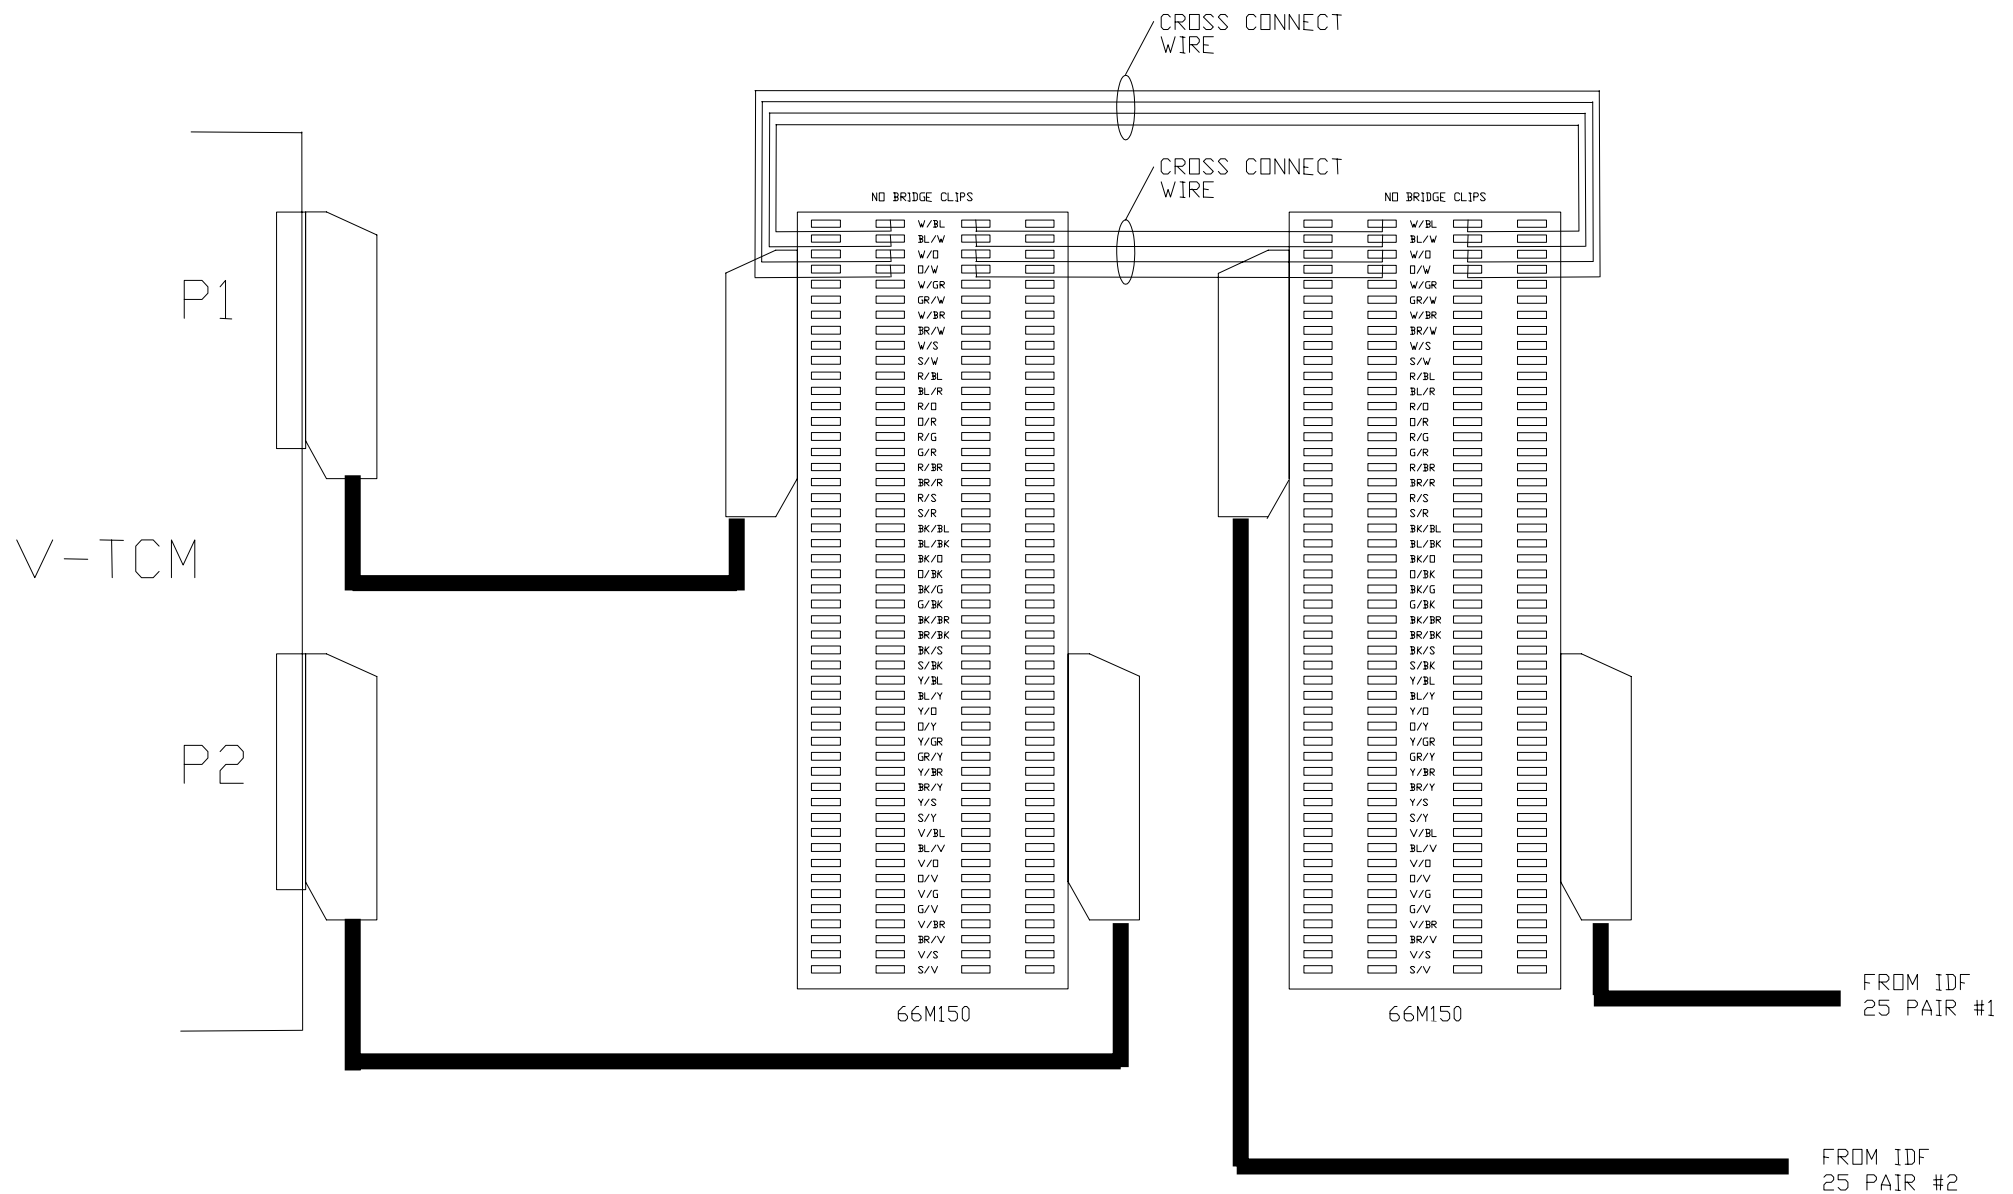 CROSS CONNECT
WIRE
CROSS CONNECT
WIRE
NO BRIDGE CLIPS
W/BL
BL/W
W/O
O/W
W/GR
GR/W
W/BR
BR/W
W/S
S/W
R/BL
BL/R
R/O
O/R
R/G
G/R
R/BR
BR/R
R/S
S/R
BK/BL
BL/BK
BK/O
O/BK
BK/G
G/BK
BK/BR
BR/BK
BK/S
S/BK
Y/BL
BL/Y
Y/O
O/Y
Y/GR
GR/Y
Y/BR
BR/Y
Y/S
S/Y
V/BL
BL/V
V/O
O/V
V/G
G/V
V/BR
BR/V
V/S
S/V
66M150
NO BRIDGE CLIPS
W/BL
BL/W
W/O
O/W
W/GR
GR/W
W/BR
BR/W
W/S
S/W
R/BL
BL/R
R/O
O/R
R/G
G/R
R/BR
BR/R
R/S
S/R
BK/BL
BL/BK
BK/O
O/BK
BK/G
G/BK
BK/BR
BR/BK
BK/S
S/BK
Y/BL
BL/Y
Y/O
O/Y
Y/GR
GR/Y
Y/BR
BR/Y
Y/S
S/Y
V/BL
BL/V
V/O
O/V
V/G
G/V
V/BR
BR/V
V/S
S/V
66M150
P1
V-TCM
P2
FROM IDF
25 PAIR #1
FROM IDF
25 PAIR #2